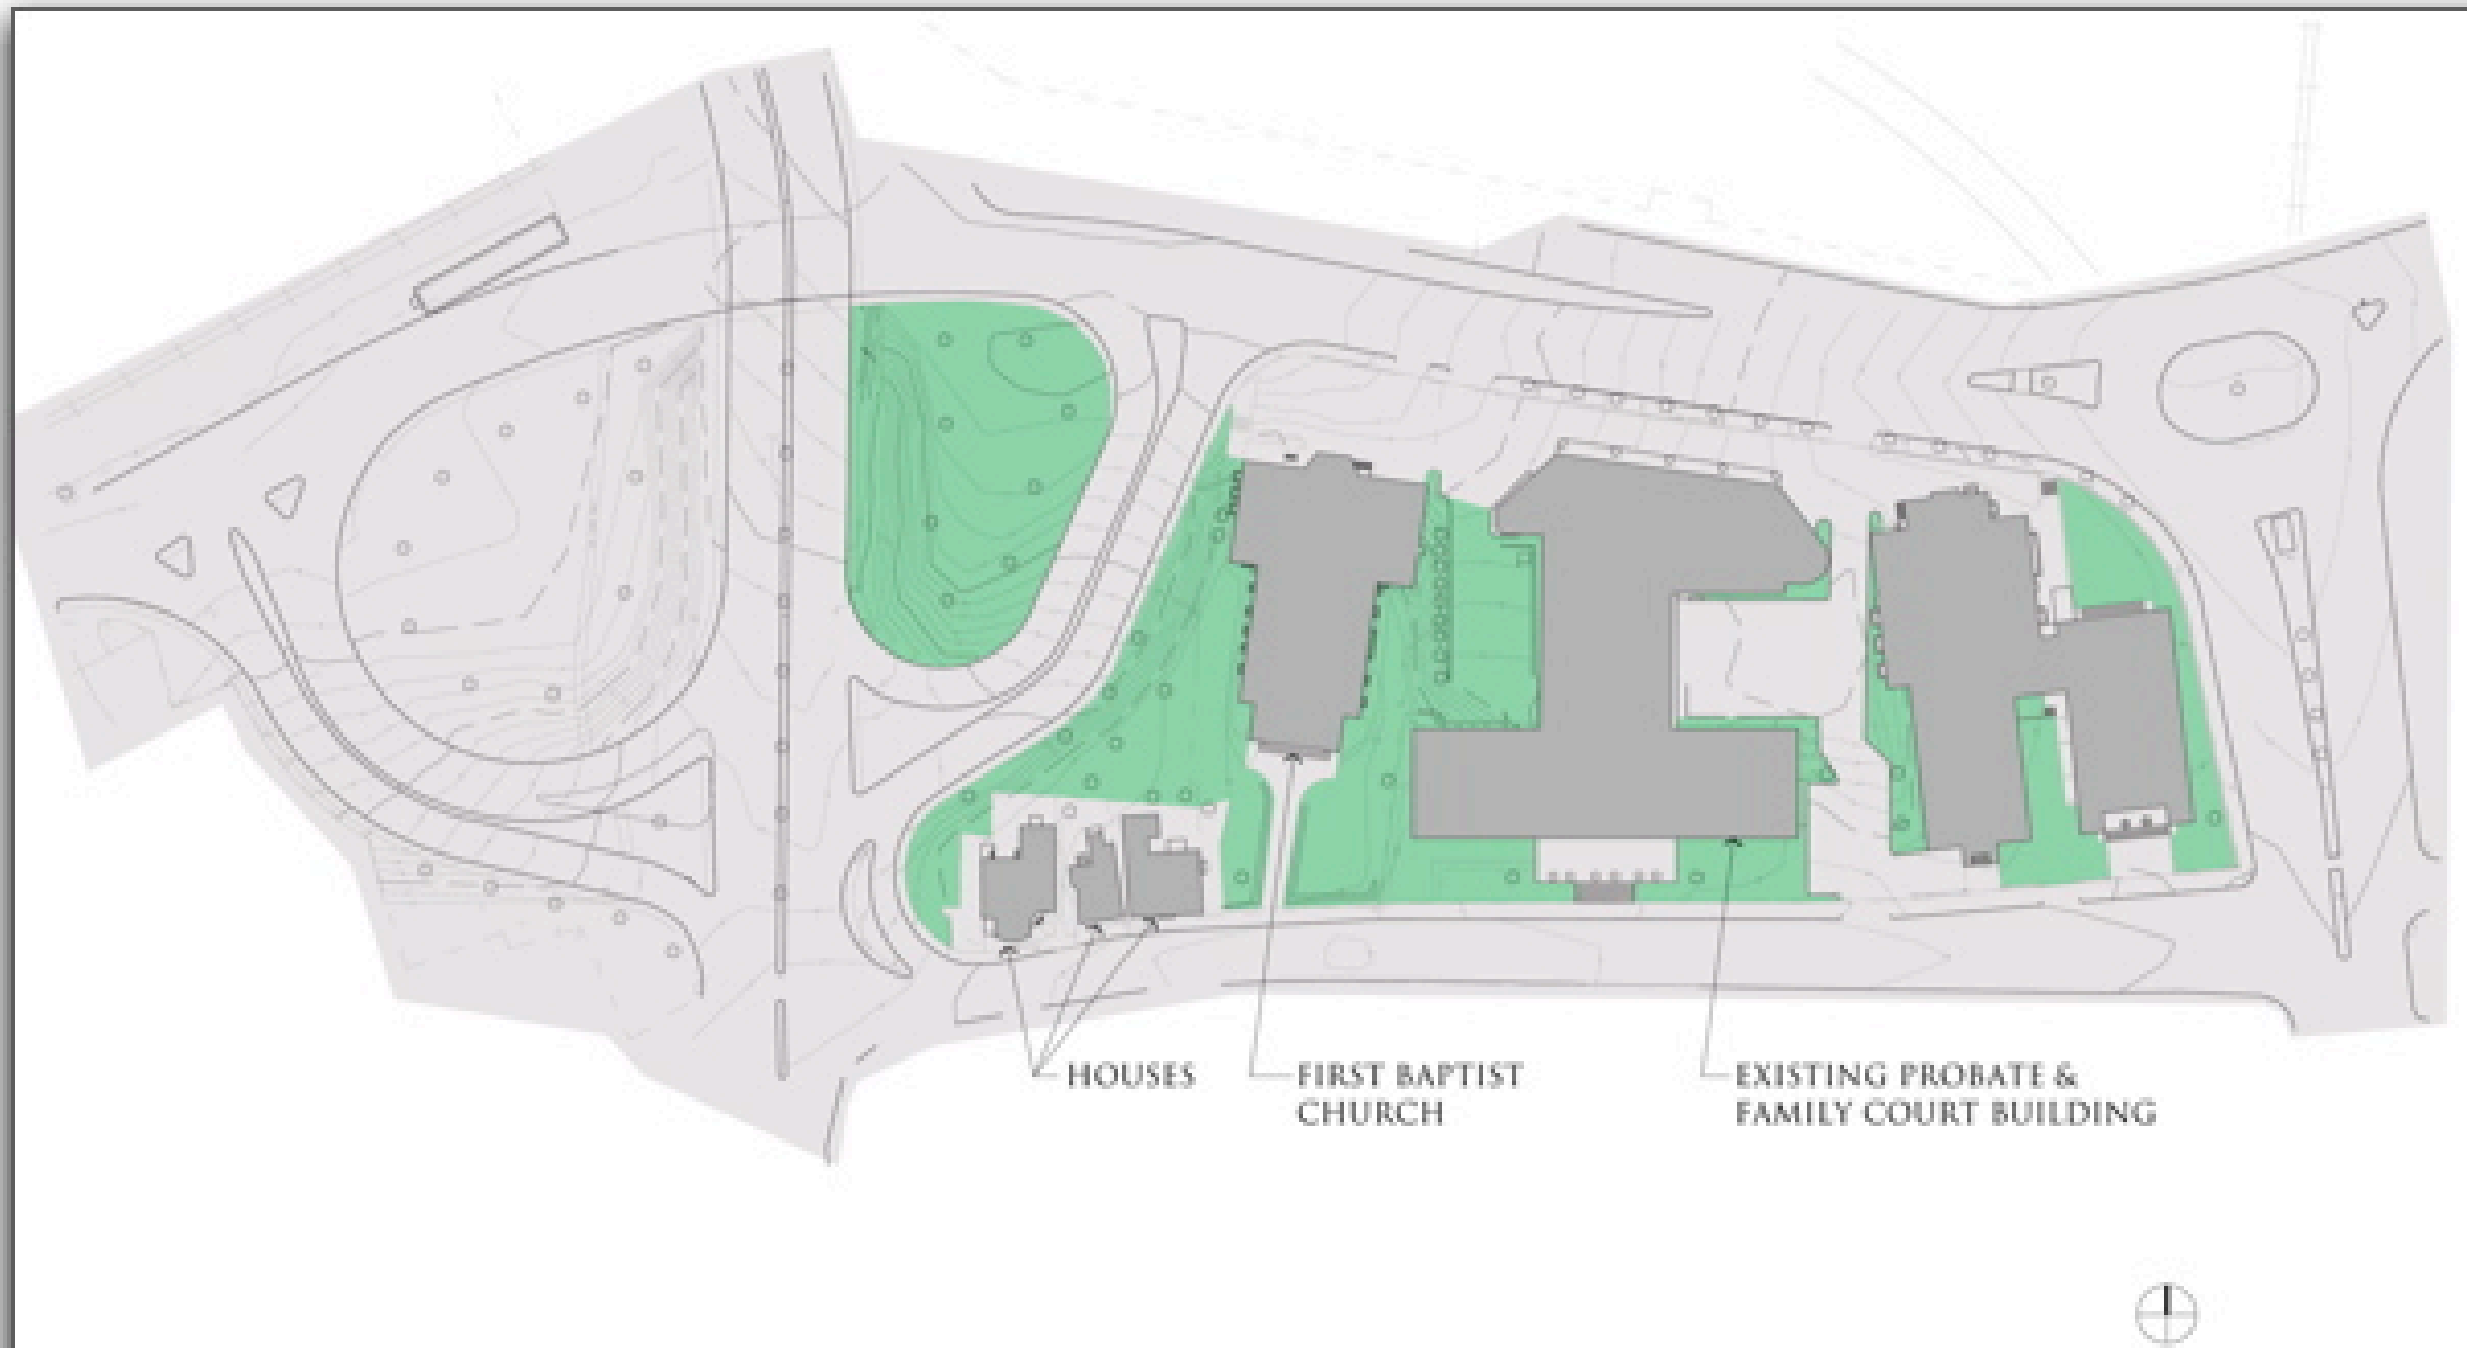 HOUSES
FIRST BAPTIST
CHURCH
EXISTING PROBATE &
FAMILY COURT BUILDING